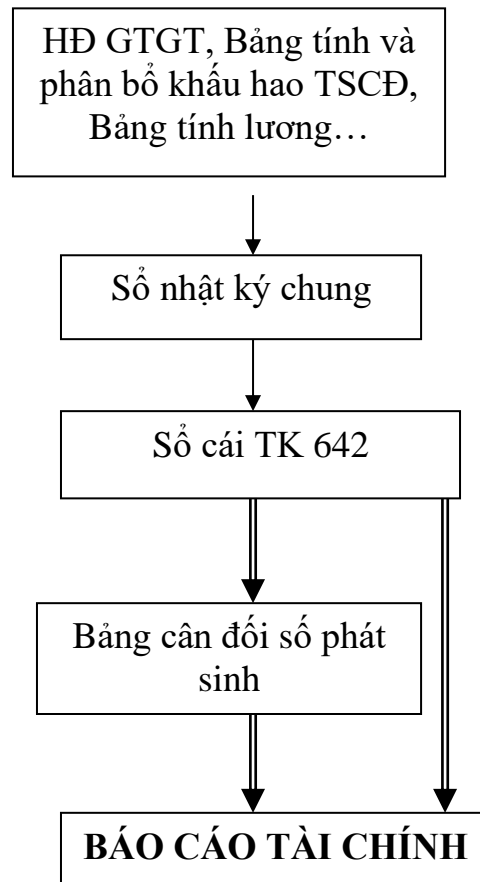 HĐ GTGT, Bảng tính và
phân bổ khấu hao TSCĐ,
Bảng tính lương…
Sổ nhật ký chung
Sổ cái TK 642
Bảng cân đối số phát
sinh
BÁO CÁO TÀI CHÍNH